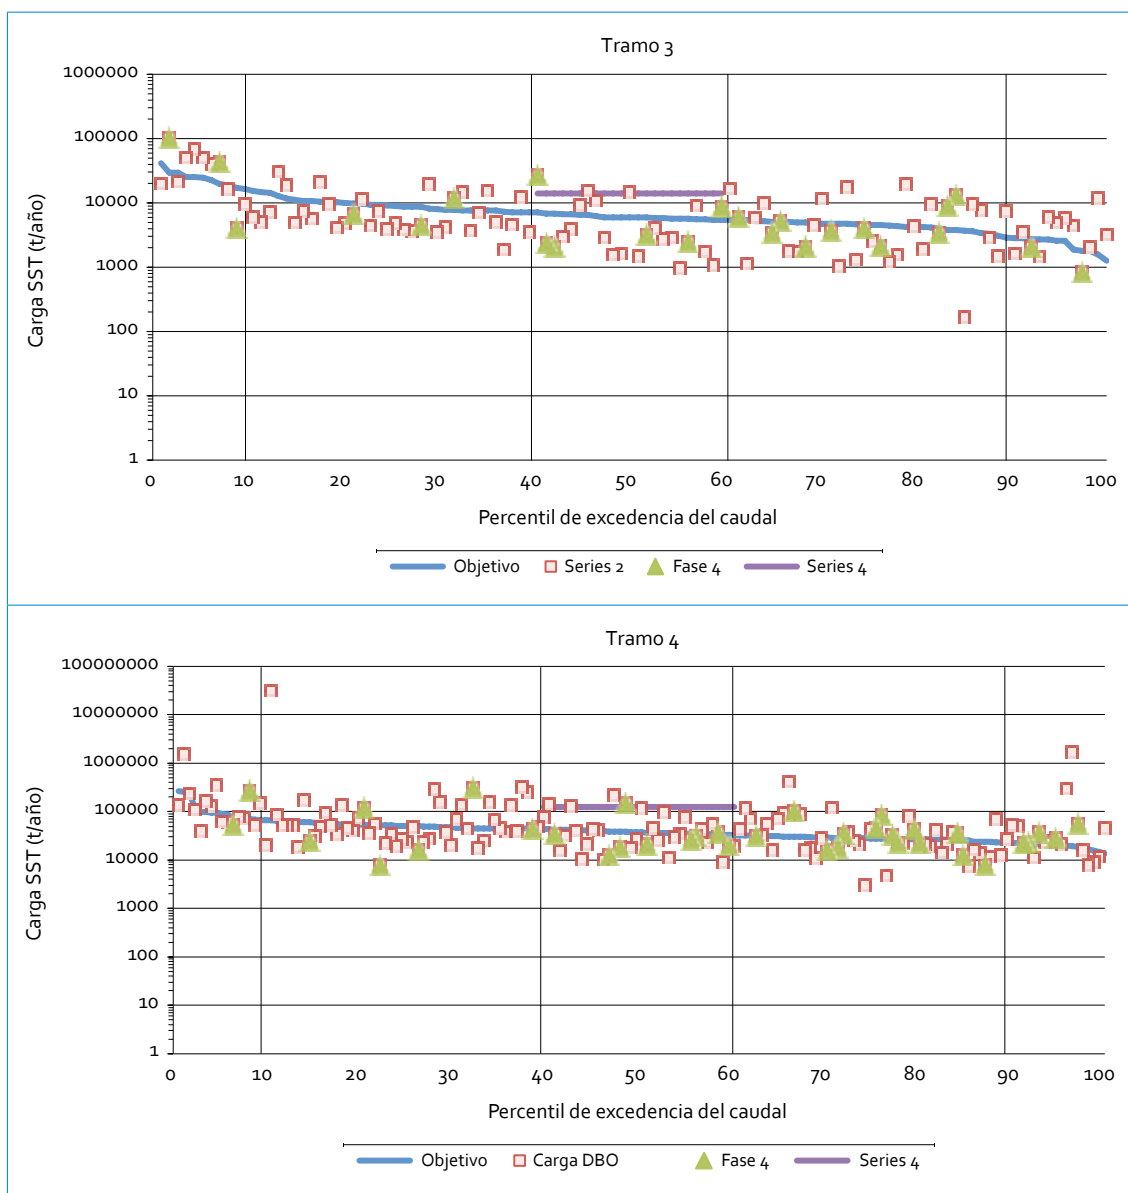 Tramo 3
Carga SST (t/año)
1000000
100000
10000
1000
100
10
1
0 10 20 30 40 50 60 70 80 90 100
Percentil de excedencia del caudal
Objetivo Series 2 Fase 4 Series 4
Tramo 4
Carga SST (t/año)
100000000
10000000
1000000
100000
10000
1000
100
10
1
0 10 20 30 40 50 60 70 80 90 100
Percentil de excedencia del caudal
Objetivo Carga DBO Fase 4 Series 4